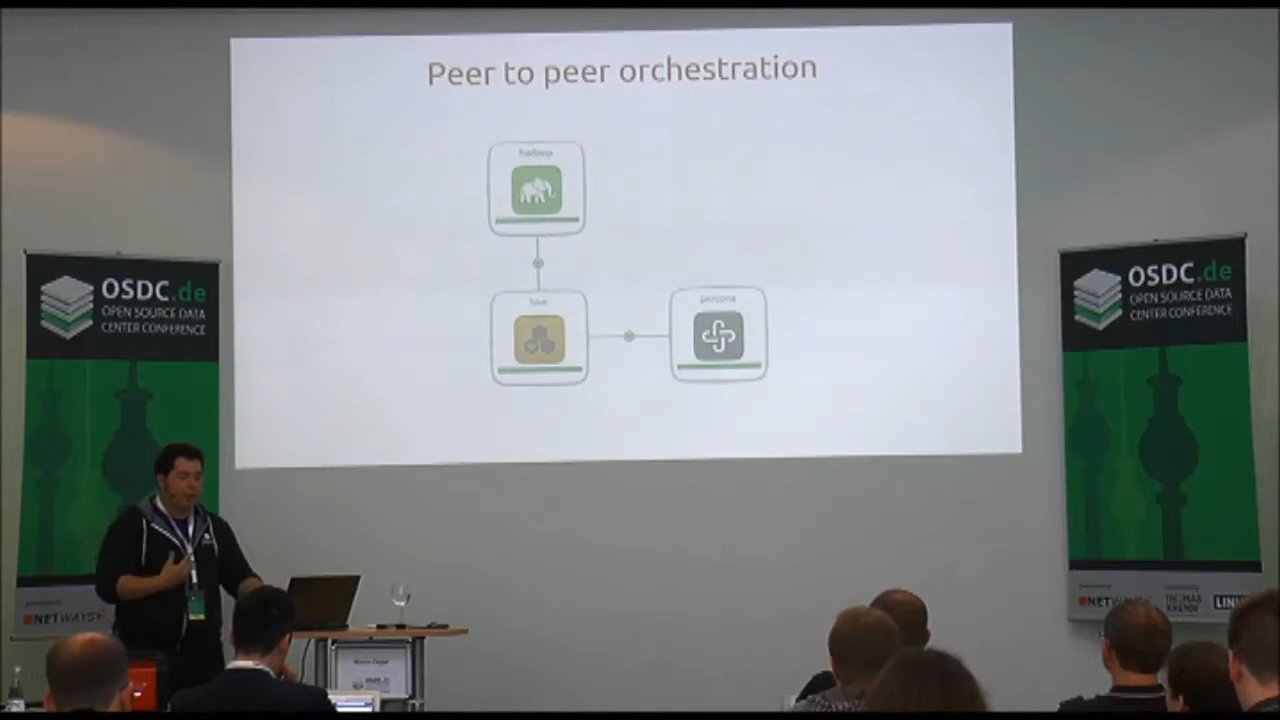 Peer to peer orchestration
hadoop
hive
percona
OSDC.de
OPEN SOURCE DATA
CENTER CONFERENCE
OSDC.de
OPEN SOURCE DATA
CENTER CONFERENCE
NETWAYS
NETWAYS
THOMAS
KRENN